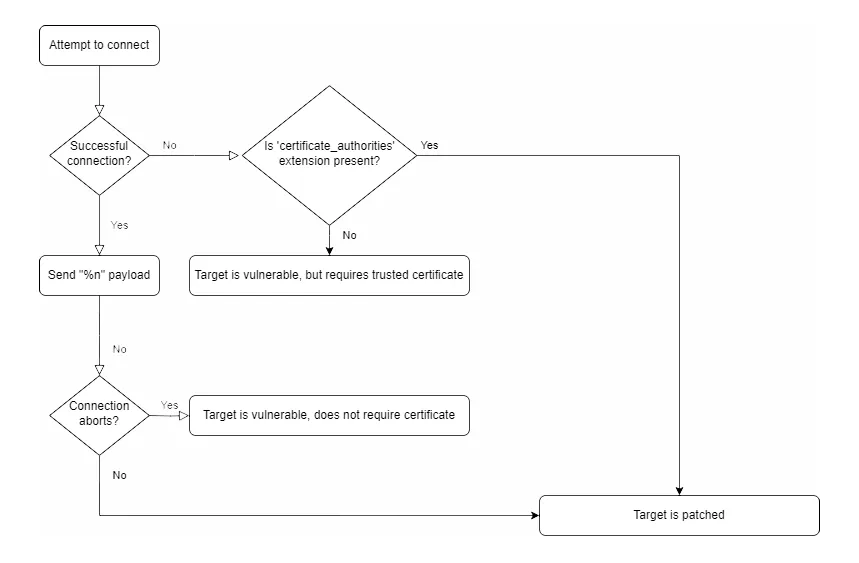 Attempt to connect
Successful
connection?
No
Is 'certificate_authorities'
extension present?
Yes
Yes
No
Send "%n" payload
Target is vulnerable, but requires trusted certificate
No
Connection
aborts?
Yes
Target is vulnerable, does not require certificate
No
Target is patched